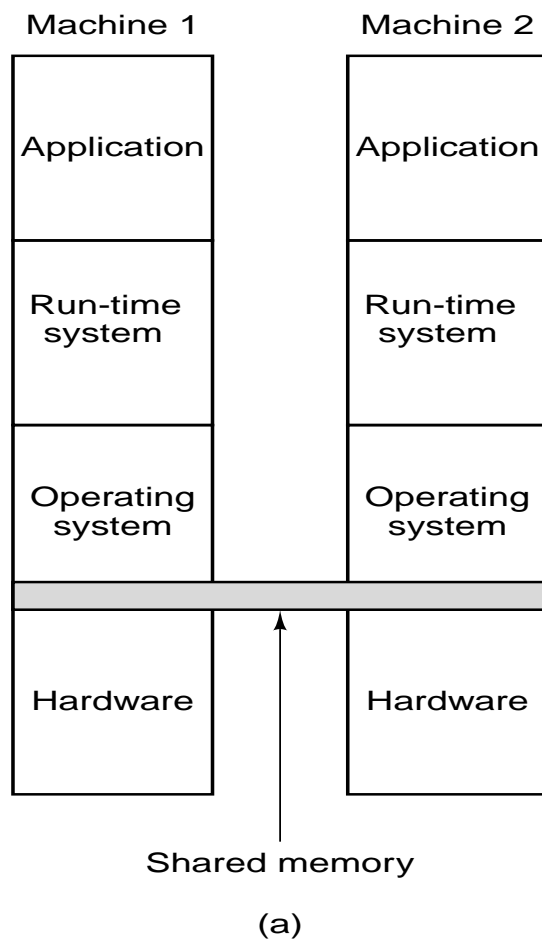 Machine 1 Machine 2
Application Application
Run-time Run-time
system system
Operating Operating
system system
Hardware Hardware
Shared memory
(a)